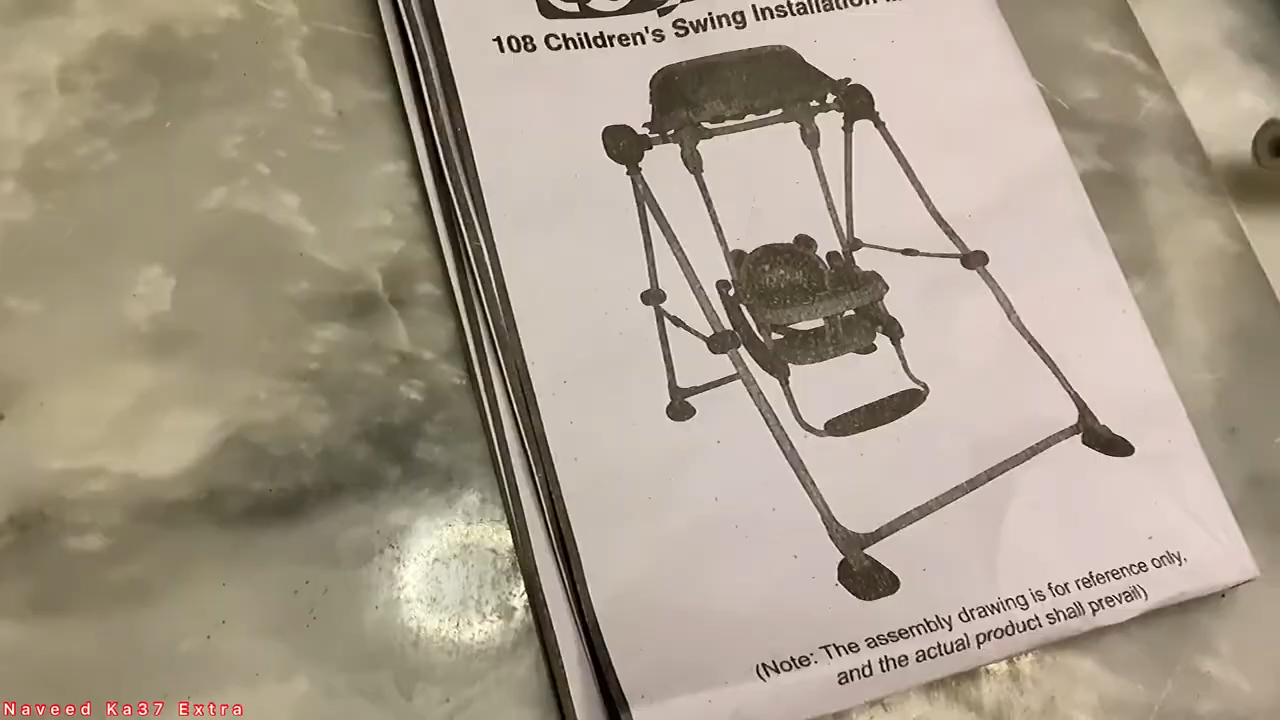 108 Children's Swing Installation
(Note: The assembly drawing is for reference only,
and the actual product shall prevail)
Naveed Ka37 Extra